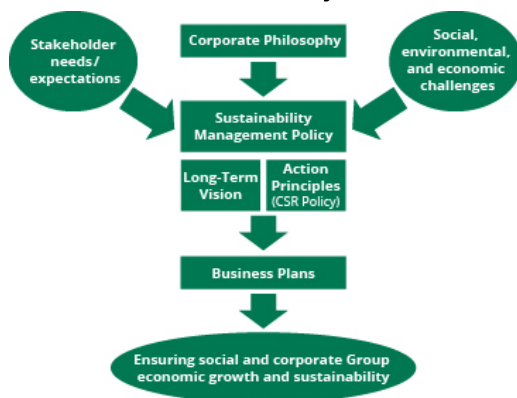 Stakeholder
needs/
expectations
Corporate Philosophy
Social,
environmental,
and economic
challenges
Sustainability
Management Policy
Long-Term
Vision
Action
Principles
(CSR Policy)
Business Plans
Ensuring social and corporate Group
economic growth and sustainability